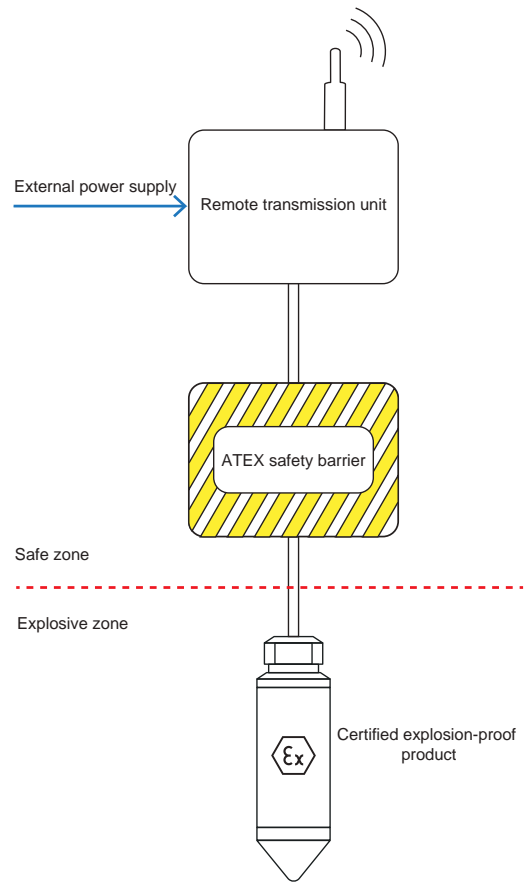 External power supply
Remote transmission unit
ATEX safety barrier
Safe zone
Explosive zone
Certified explosion-proof
product
Ex